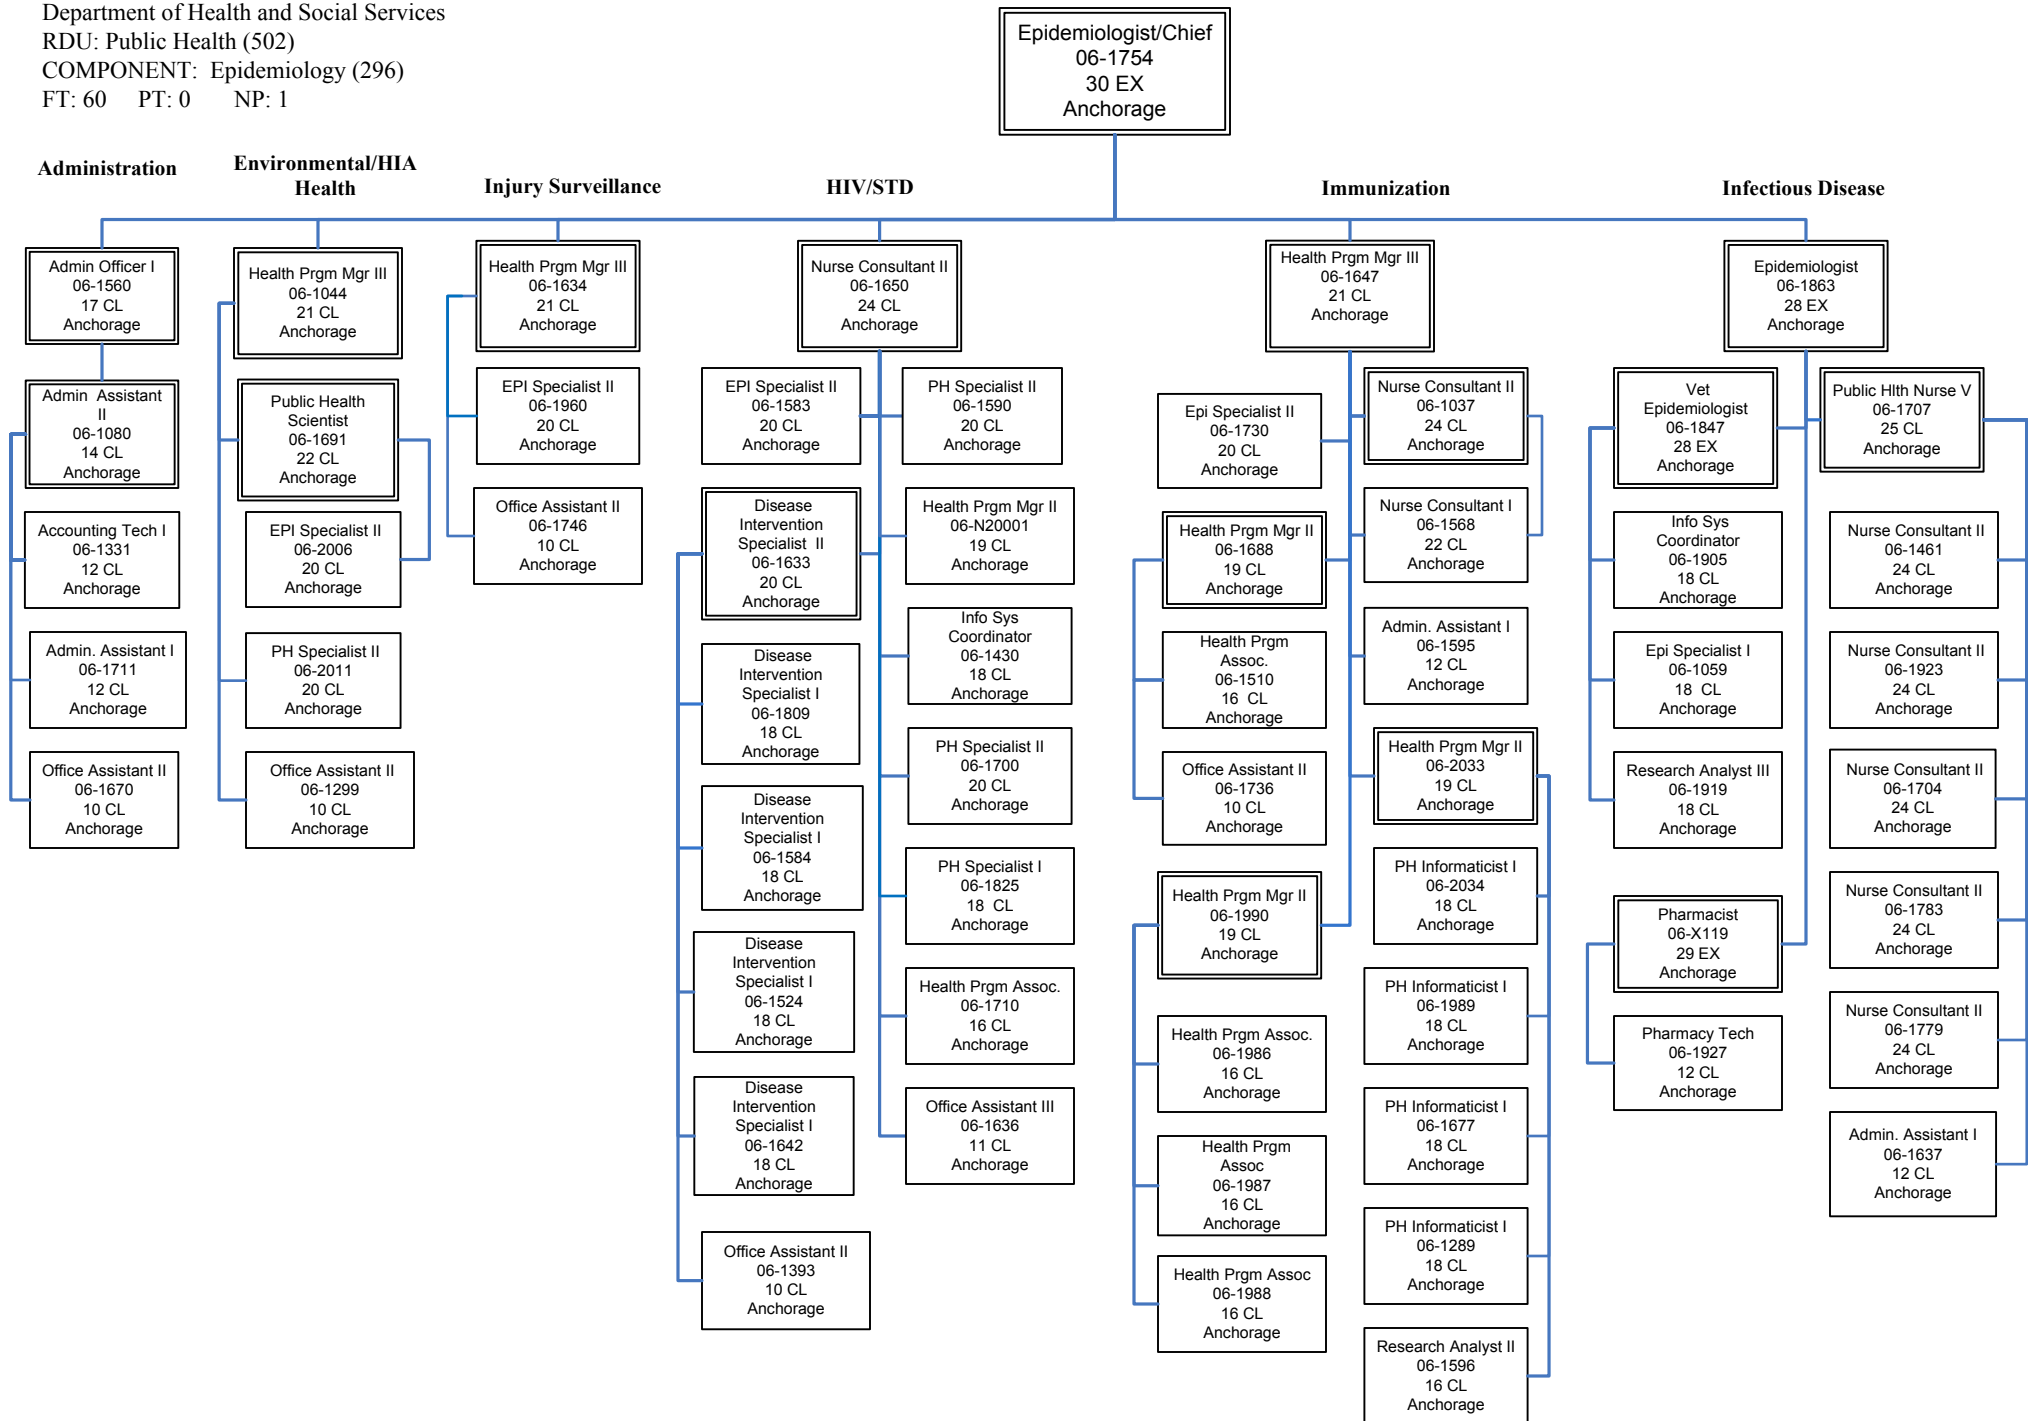 Department of Health and Social Services
RDU: Public Health (502)
COMPONENT:  Epidemiology (296)
FT: 60     PT: 0      NP: 1
Epidemiologist/Chief
06-1754
30 EX
Anchorage
Administration
Environmental/HIA
Health
Injury Surveillance
HIV/STD
Immunization
Infectious Disease
Admin Officer I
06-1560
17 CL
Anchorage
Admin  Assistant
II
06-1080
14 CL
Anchorage
Accounting Tech I
06-1331
12 CL
Anchorage
Admin. Assistant I
06-1711
12 CL
Anchorage
Office Assistant II
06-1670
10 CL
Anchorage
Health Prgm Mgr III
06-1044
21 CL
Anchorage
Public Health
Scientist
06-1691
22 CL
Anchorage
EPI Specialist II
06-2006
20 CL
Anchorage
PH Specialist II
06-2011
20 CL
Anchorage
Office Assistant II
06-1299
10 CL
Anchorage
Health Prgm Mgr III
06-1634
21 CL
Anchorage
EPI Specialist II
06-1960
20 CL
Anchorage
Office Assistant II
06-1746
10 CL
Anchorage
Nurse Consultant II
06-1650
24 CL
Anchorage
EPI Specialist II
06-1583
20 CL
Anchorage
Disease
Intervention
Specialist  II
06-1633
20 CL
Anchorage
Disease
Intervention
Specialist I
06-1809
18 CL
Anchorage
Disease
Intervention
Specialist I
06-1584
18 CL
Anchorage
Disease
Intervention
Specialist I
06-1524
18 CL
Anchorage
Disease
Intervention
Specialist I
06-1642
18 CL
Anchorage
Office Assistant II
06-1393
10 CL
Anchorage
PH Specialist II
06-1590
20 CL
Anchorage
Health Prgm Mgr II
06-N20001
19 CL
Anchorage
Info Sys
Coordinator
06-1430
18 CL
Anchorage
PH Specialist II
06-1700
20 CL
Anchorage
PH Specialist I
06-1825
18  CL
Anchorage
Health Prgm Assoc.
06-1710
16 CL
Anchorage
Office Assistant III
06-1636
11 CL
Anchorage
Health Prgm Mgr III
06-1647
21 CL
Anchorage
Epi Specialist II
06-1730
20 CL
Anchorage
Health Prgm Mgr II
06-1688
19 CL
Anchorage
Health Prgm
Assoc.
06-1510
16  CL
Anchorage
Office Assistant II
06-1736
10 CL
Anchorage
Health Prgm Mgr II
06-1990
19 CL
Anchorage
Health Prgm Assoc.
06-1986
16 CL
Anchorage
Health Prgm
Assoc
06-1987
16 CL
Anchorage
Health Prgm Assoc
06-1988
16 CL
Anchorage
Nurse Consultant II
06-1037
24 CL
Anchorage
Nurse Consultant I
06-1568
22 CL
Anchorage
Admin. Assistant I
06-1595
12 CL
Anchorage
Health Prgm Mgr II
06-2033
19 CL
Anchorage
PH Informaticist I
06-2034
18 CL
Anchorage
PH Informaticist I
06-1989
18 CL
Anchorage
PH Informaticist I
06-1677
18 CL
Anchorage
PH Informaticist I
06-1289
18 CL
Anchorage
Research Analyst II
06-1596
16 CL
Anchorage
Epidemiologist
06-1863
28 EX
Anchorage
Vet
Epidemiologist
06-1847
28 EX
Anchorage
Info Sys
Coordinator
06-1905
18 CL
Anchorage
Epi Specialist I
06-1059
18  CL
Anchorage
Research Analyst III
06-1919
18 CL
Anchorage
Pharmacist
06-X119
29 EX
Anchorage
Pharmacy Tech
06-1927
12 CL
Anchorage
Public Hlth Nurse V
06-1707
25 CL
Anchorage
Nurse Consultant II
06-1461
24 CL
Anchorage
Nurse Consultant II
06-1923
24 CL
Anchorage
Nurse Consultant II
06-1704
24 CL
Anchorage
Nurse Consultant II
06-1783
24 CL
Anchorage
Nurse Consultant II
06-1779
24 CL
Anchorage
Admin. Assistant I
06-1637
12 CL
Anchorage